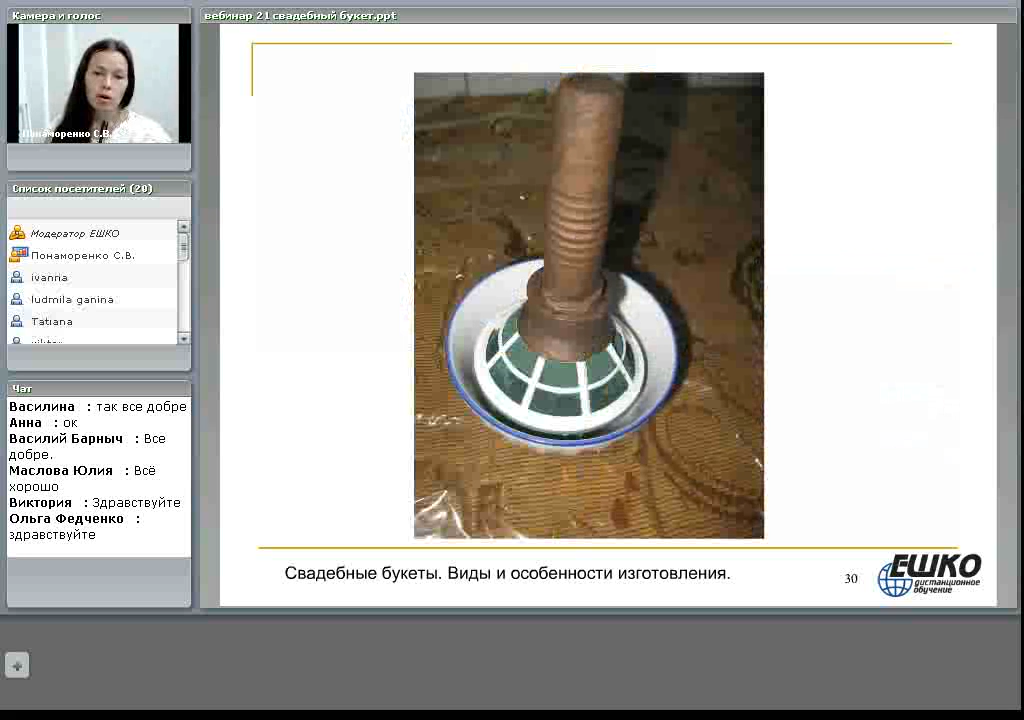 Камера и голос
Понаморенко С.В.
Список посетителей (20)
Модератор ЕШКО
Понаморенко С.В.
ivanna
ludmila ganina
Tatiana
Чат
Василина : так все добре
Анна : ок
Василий Барныч : Все
добре.
Маслова Юлия : Всё
хорошо
Виктория : Здравствуйте
Ольга Федченко :
здравствуйте
вебинар 21 свадебный букет.ppt
Свадебные букеты. Виды и особенности изготовления.
30
ЕШКО
дистанционное
обучение